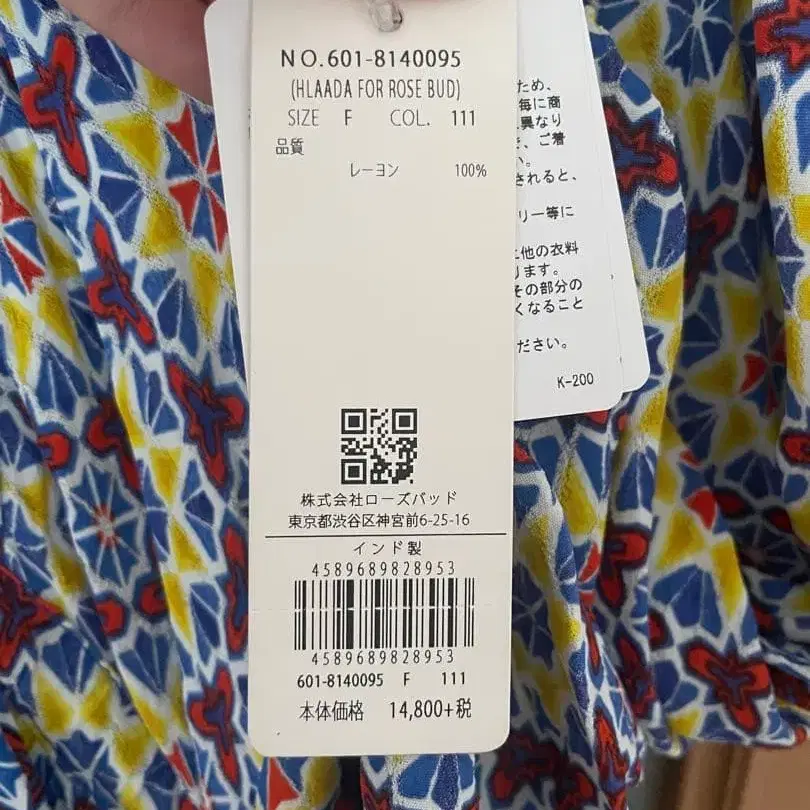 NO.601-8140095
(HLAADA FOR ROSE BUD)
SIZE F COL. 111
品質
レーヨン 100%
株式会社ローズバッド
東京都渋谷区神宮前6-25-16
インド製
4589689828953
4589689828953
601-8140095 F 111
本体価格 14,800+税
ため、
毎に商
異なり
、ご着
い。
されると、
リー等に
他の衣料
ります。
その部分の
くなること
ださい。
K-200